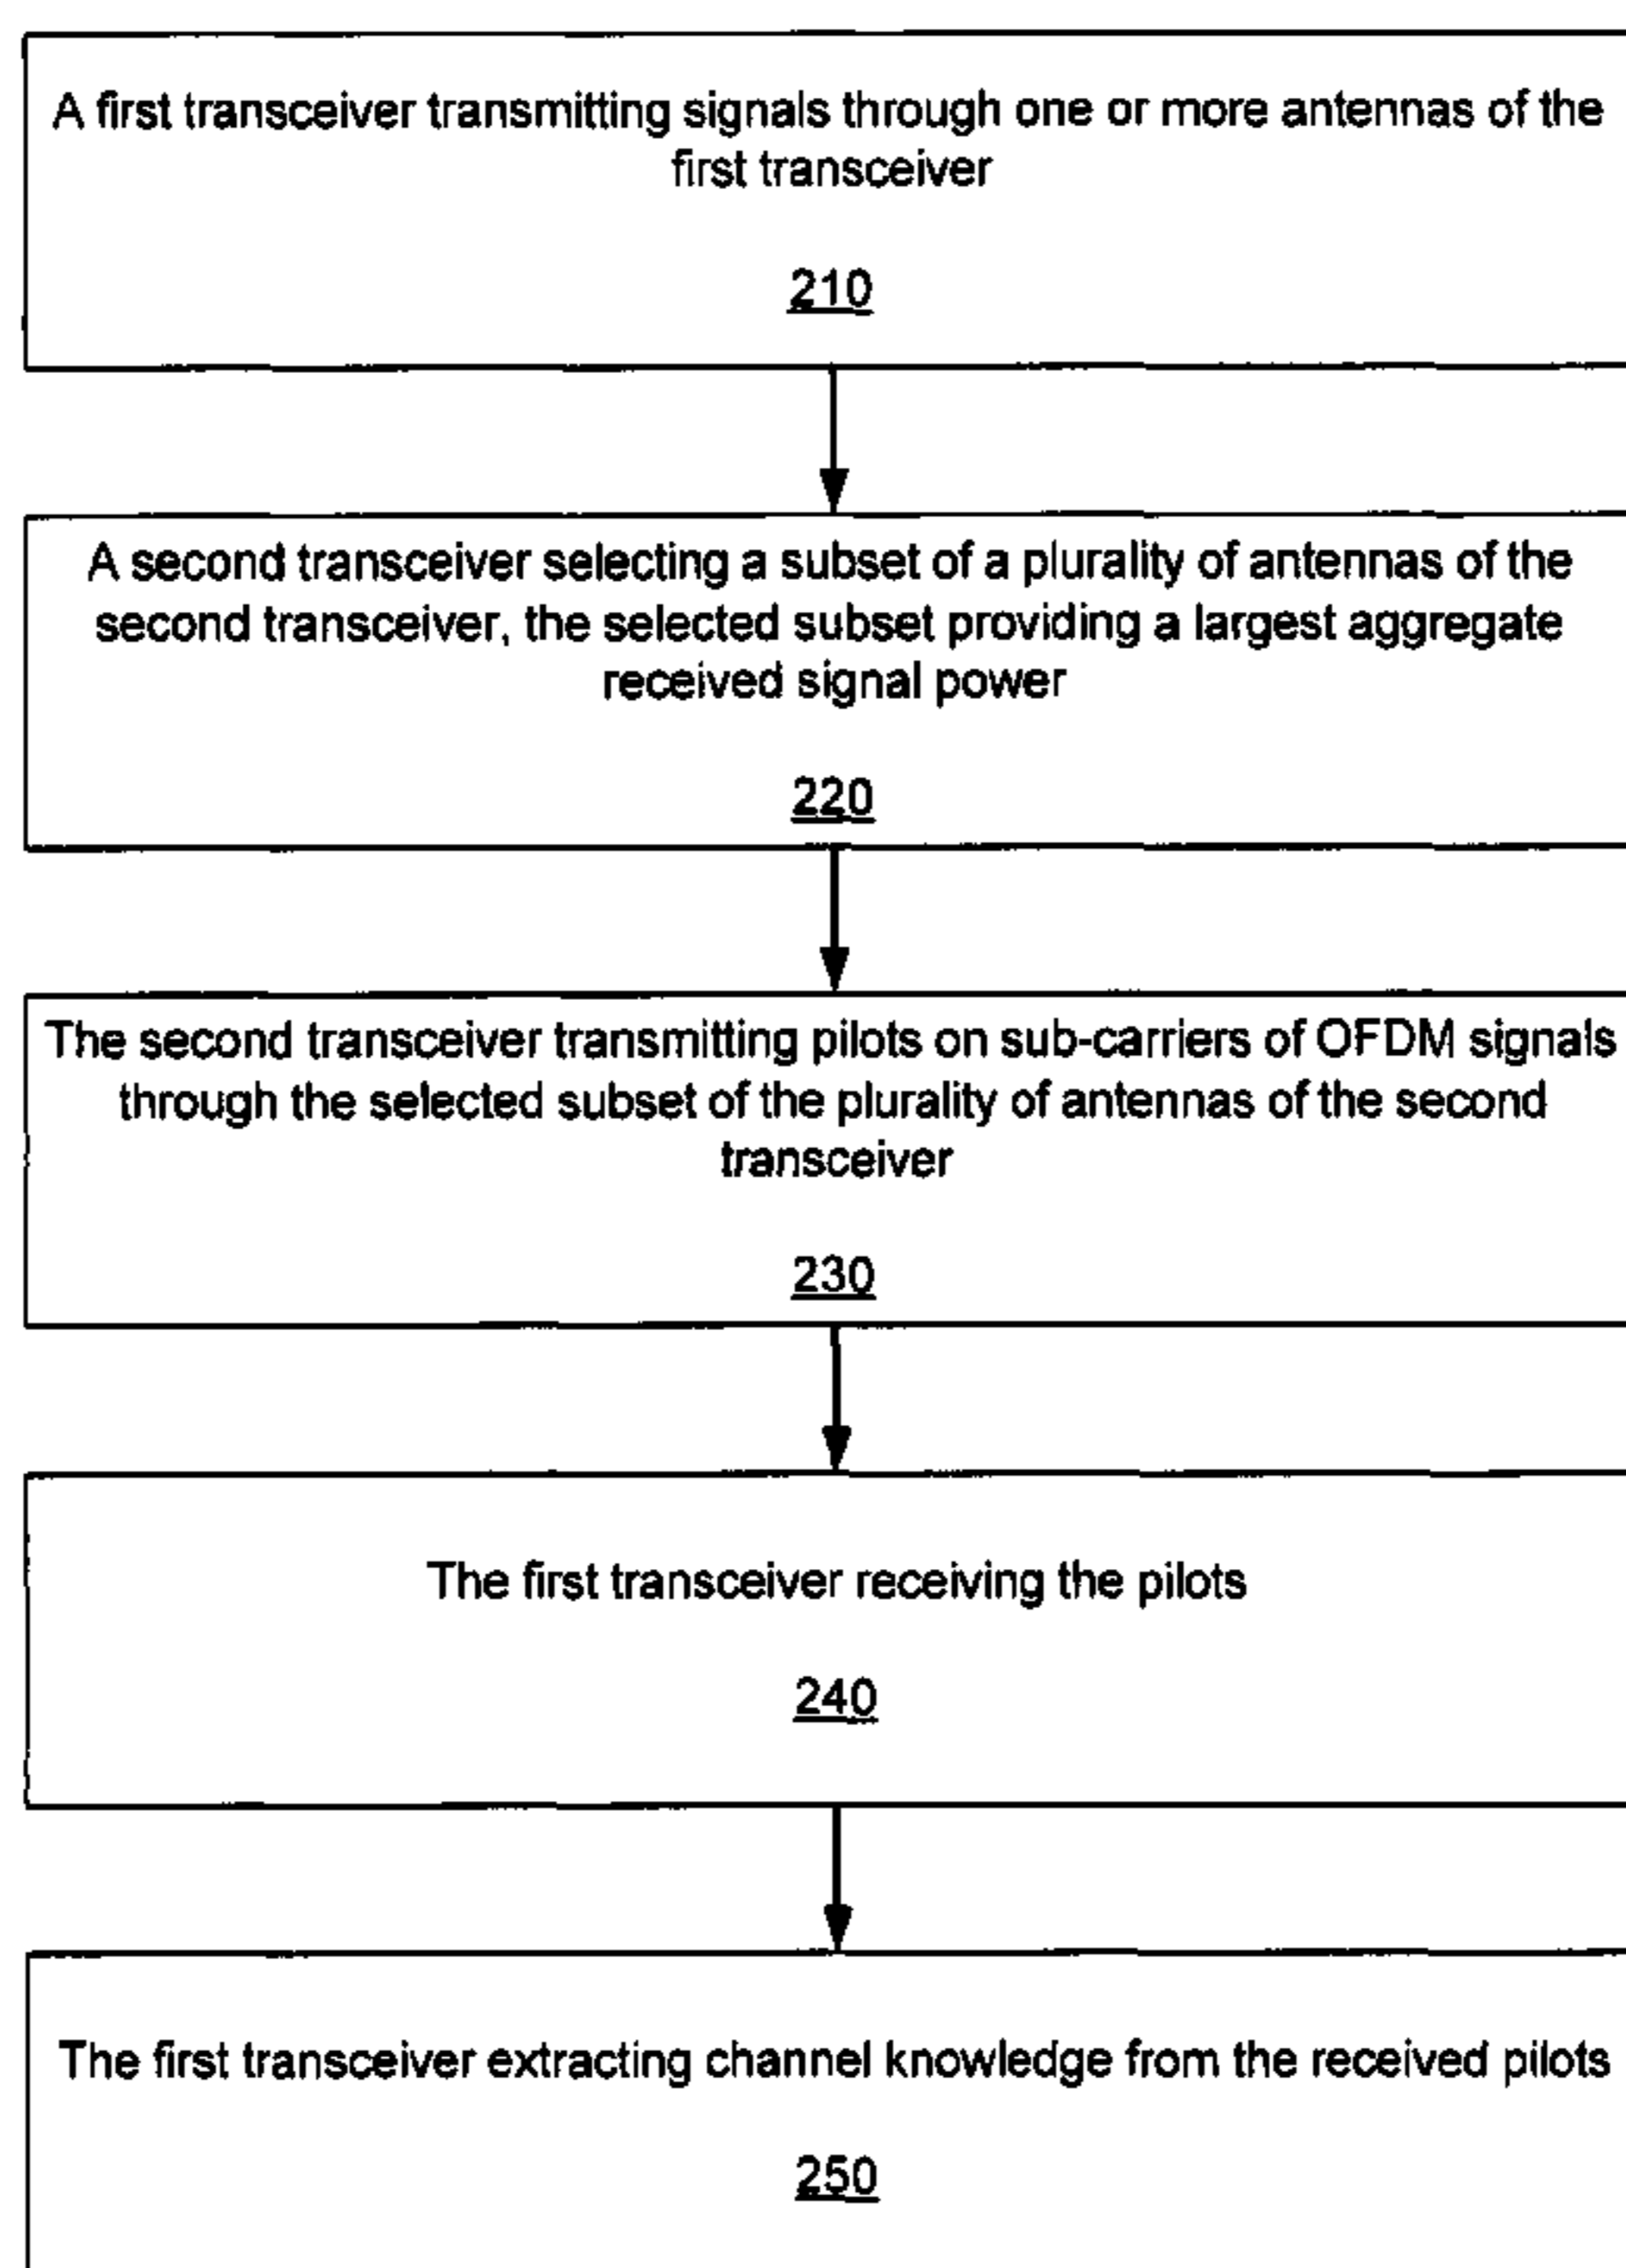 A first transceiver transmitting signals through one or more antennas of the
first transceiver
210
A second transceiver selecting a subset of a plurality of antennas of the
second transceiver, the selected subset providing a largest aggregate
received signal power
220
The second transceiver transmitting pilots on sub-carriers of OFDM signals
through the selected subset of the plurality of antennas of the second
transceiver
230
The first transceiver receiving the pilots
240
The first transceiver extracting channel knowledge from the received pilots
250